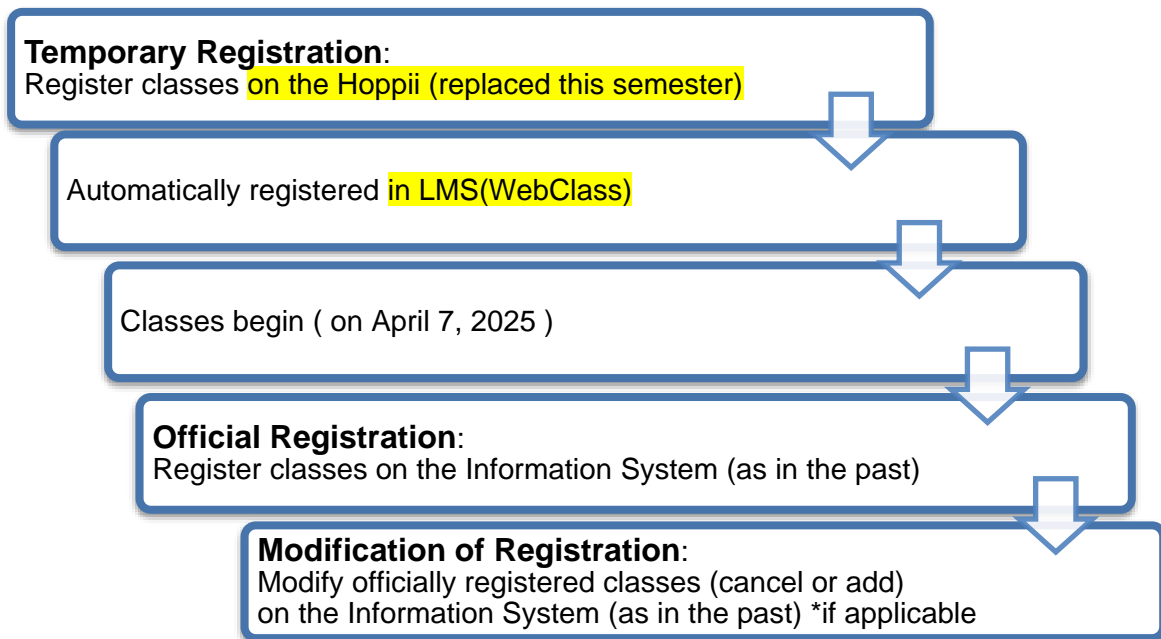 Temporary Registration:
Register classes on the Hoppii (replaced this semester)
Automatically registered in LMS(WebClass)
Classes begin ( on April 7, 2025 )
Official Registration:
Register classes on the Information System (as in the past)
Modification of Registration:
Modify officially registered classes (cancel or add)
on the Information System (as in the past) *if applicable